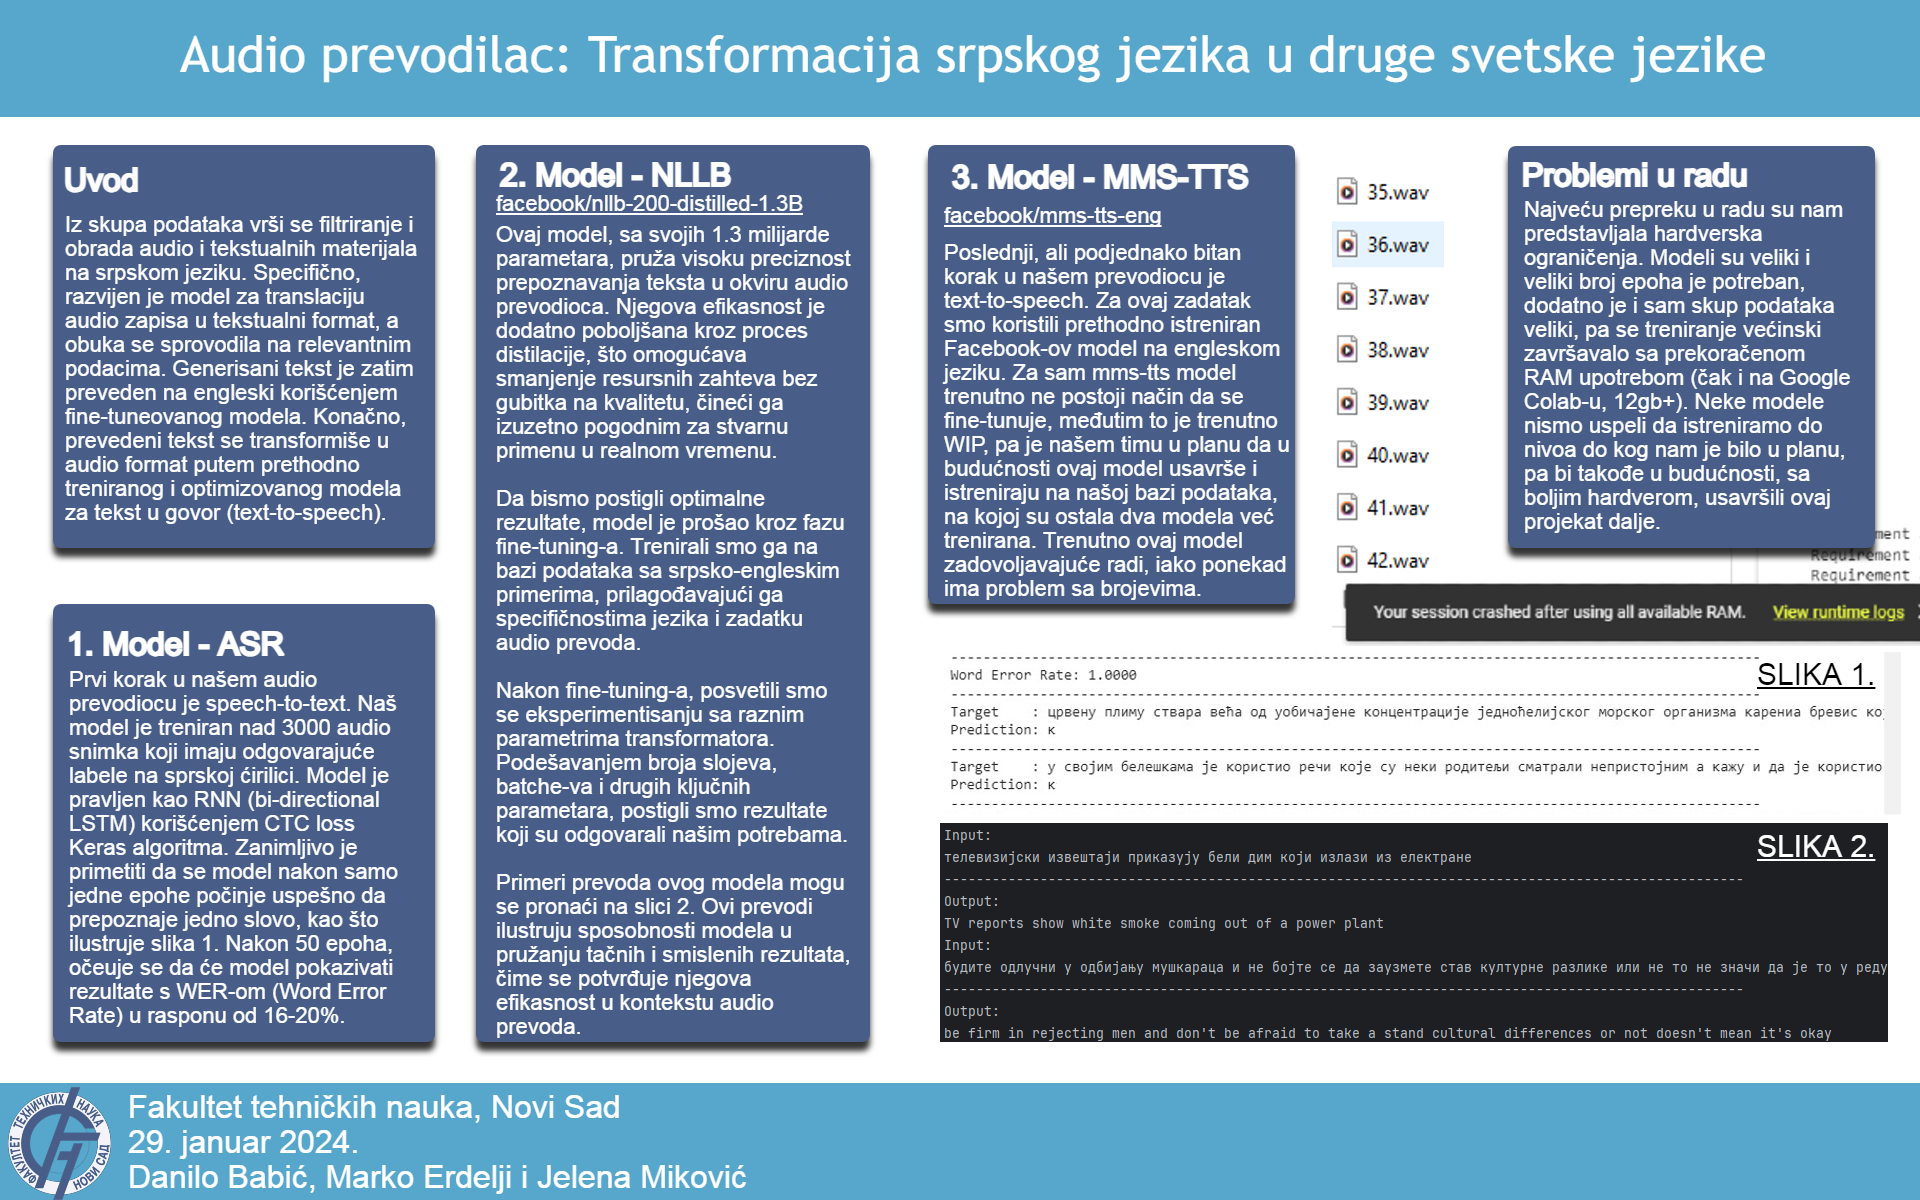 Audio prevodilac: Transformacija srpskog jezika u druge svetske jezike
Uvod
Iz skupa podataka vrši se filtriranje i
obrada audio i tekstualnih materijala
na srpskom jeziku. Specifično,
razvijen je model za translaciju
audio zapisa u tekstualni format, a
obuka se sprovodila na relevantnim
podacima. Generisani tekst je zatim
preveden na engleski korišćenjem
fine-tuneovanog modela. Konačno,
prevedeni tekst se transformiše u
audio format putem prethodno
treniranog i optimizovanog modela
za tekst u govor (text-to-speech).
1. Model - ASR
Prvi korak u našem audio
prevodiocu je speech-to-text. Naš
model je treniran nad 3000 audio
snimka koji imaju odgovarajuće
labele na sprskoj ćirilici. Model je
pravljen kao RNN (bi-directional
LSTM) korišćenjem CTC loss
Keras algoritma. Zanimljivo je
primetiti da se model nakon samo
jedne epohe počinje uspešno da
prepoznaje jedno slovo, kao što
ilustruje slika 1. Nakon 50 epoha,
očeuje se da će model pokazivati
rezultate s WER-om (Word Error
Rate) u rasponu od 16-20%.
2. Model - NLLB
facebook/nllb-200-distilled-1.3B
Ovaj model, sa svojih 1.3 milijarde
parametara, pruža visoku preciznost
prepoznavanja teksta u okviru audio
prevodioca. Njegova efikasnost je
dodatno poboljšana kroz proces
distilacije, što omogućava
smanjenje resursnih zahteva bez
gubitka na kvalitetu, čineći ga
izuzetno pogodnim za stvarnu
primenu u realnom vremenu.
Da bismo postigli optimalne
rezultate, model je prošao kroz fazu
fine-tuning-a. Trenirali smo ga na
bazi podataka sa srpsko-engleskim
primerima, prilagođavajući ga
specifičnostima jezika i zadatku
audio prevoda.
Nakon fine-tuning-a, posvetili smo
se eksperimentisanju sa raznim
parametrima transformatora.
Podešavanjem broja slojeva,
batche-va i drugih ključnih
parametara, postigli smo rezultate
koji su odgovarali našim potrebama.
Primeri prevoda ovog modela mogu
se pronaći na slici 2. Ovi prevodi
ilustruju sposobnosti modela u
pružanju tačnih i smislenih rezultata,
čime se potvrđuje njegova
efikasnost u kontekstu audio
prevoda.
3. Model - MMS-TTS
facebook/mms-tts-eng
Poslednji, ali podjednako bitan
korak u našem prevodiocu je
text-to-speech. Za ovaj zadatak
smo koristili prethodno istreniran
Facebook-ov model na engleskom
jeziku. Za sam mms-tts model
trenutno ne postoji način da se
fine-tunuje, međutim to je trenutno
WIP, pa je našem timu u planu da u
budućnosti ovaj model usavrše i
istreniraju na našoj bazi podataka,
na kojoj su ostala dva modela već
trenirana. Trenutno ovaj model
zadovoljavajuće radi, iako ponekad
ima problem sa brojevima.
35.wav
36.wav
37.wav
38.wav
39.wav
40.wav
41.wav
42.wav
Problemi u radu
Najveću prepreku u radu su nam
predstavljala hardverska
ograničenja. Modeli su veliki i
veliki broj epoha je potreban,
dodatno je i sam skup podataka
veliki, pa se treniranje većinski
završavalo sa prekoračenom
RAM upotrebom (čak i na Google
Colab-u, 12gb+). Neke modele
nismo uspeli da istreniramo do
nivoa do kog nam je bilo u planu,
pa bi takođe u budućnosti, sa
boljim hardverom, usavršili ovaj
projekat dalje.
ment
Requirement
Requirement
Your session crashed after using all available RAM. View runtime logs
SLIKA 1.
Word Error Rate: 1.0000
Target : црвену плиму ствара већа од уобичајене концентрације једноћелијског морског организма карениа бревис ко
Prediction: к
Target : у својим белешкама је користио речи које су неки родитељи сматрали непристојним а кажу и да је користио
Prediction: к
SLIKA 2.
Input:
телевизијски извештаји приказују бели дим који излази из електране
Output:
TV reports show white smoke coming out of a power plant
Input:
будите одлучни у одбијању мушкараца и не бојте се да заузмете став културне разлике или не то не значи да је то у реду
Output:
be firm in rejecting men and don't be afraid to take a stand cultural differences or not doesn't mean it's okay
ФАКУЛТЕТ ТЕХНИЧКИХ НАУКА
НОВИ САД
Fakultet tehničkih nauka, Novi Sad
29. januar 2024.
Danilo Babić, Marko Erdelji i Jelena Miković